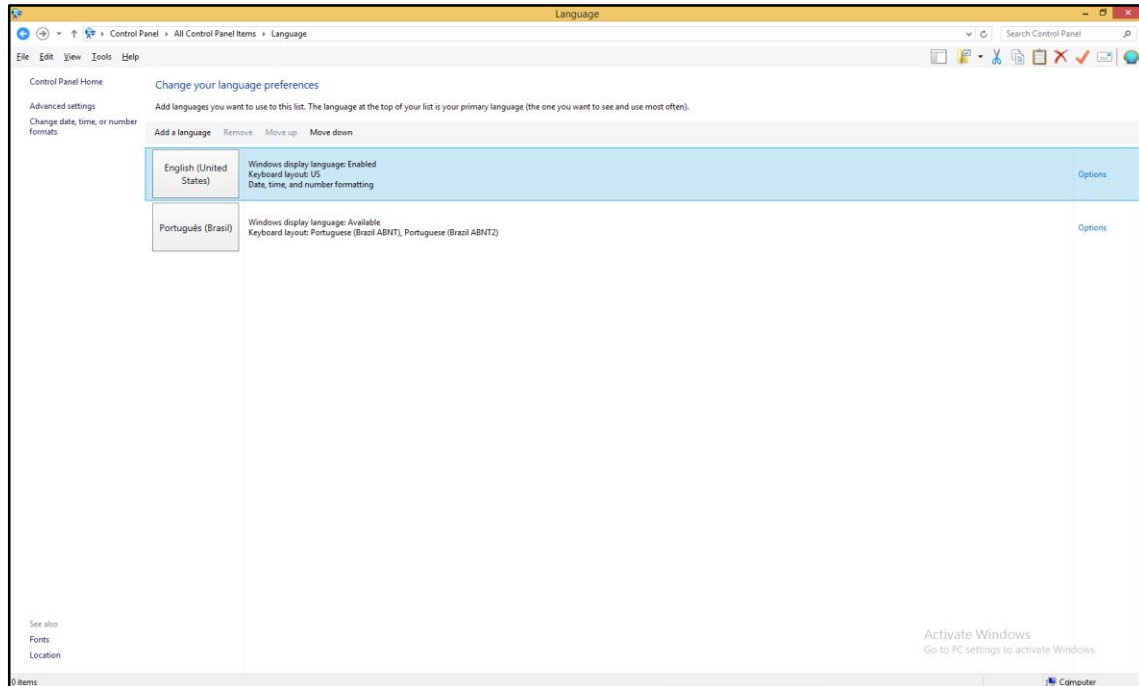 Language
Control Panel
All Control Panel Items
Language
Search Control Panel
File Edit View Tools Help
Control Panel Home
Advanced settings
Change date, time, or number
formats
Change your language preferences
Add languages you want to use to this list. The language at the top of your list is your primary language (the one you want to see and use most often).
Add a language Remove Move up Move down
English (United
States)
Windows display language: Enabled
Keyboard layout: US
Date, time, and number formatting
Options
Português (Brasil)
Windows display language: Available
Keyboard layout: Portuguese (Brazil ABNT), Portuguese (Brazil ABNT2)
Options
See also
Fonts
Location
Activate Windows
Go to PC settings to activate Windows.
0 items
Computer